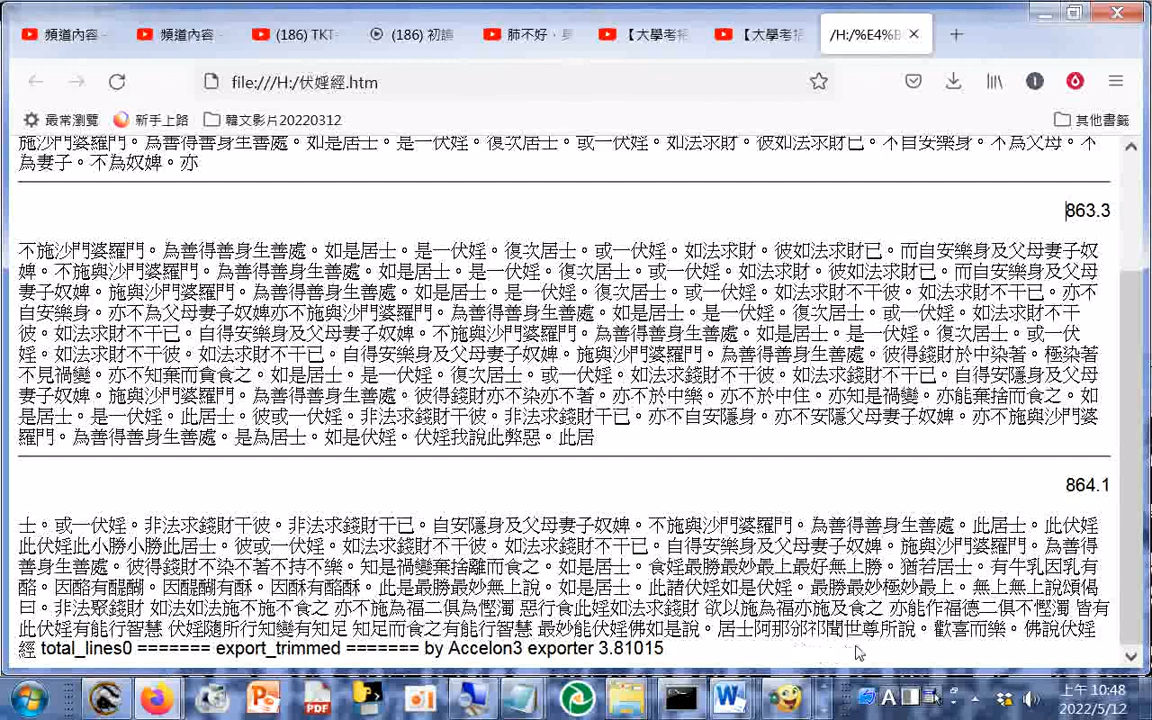 頻道內容
頻道內容
(186) TKT
(186) 初語
肺不好，
【大學考招
【大學考招
/H:/%E4%B
file:///H:/伏婬經.htm
最常瀏覽
新手上路
韓文影片20220312
其他書籤
施沙門婆羅門。為善得善身生善處。如是居士。是一伏婬。復次居士。或一伏婬。如法求財。彼如法求財已。不自安樂身。不為父母。不
為妻子。不為奴婢。亦
863.3
不施沙門婆羅門。為善得善身生善處。如是居士。是一伏婬。復次居士。或一伏婬。如法求財。彼如法求財已。而自安樂身及父母妻子奴
婢。不施與沙門婆羅門。為善得善身生善處。如是居士。是一伏婬。復次居士。或一伏婬。如法求財。彼如法求財已。而自安樂身及父母
妻子奴婢。施與沙門婆羅門。為善得善身生善處。如是居士。是一伏婬。復次居士。或一伏婬。如法求財不干彼。如法求財不干已。亦不
自安樂身。亦不為父母妻子奴婢亦不施與沙門婆羅門。為善得善身生善處。如是居士。是一伏婬。復次居士。或一伏婬。如法求財不干
彼。如法求財不干已。自得安樂身及父母妻子奴婢。不施與沙門婆羅門。為善得善身生善處。如是居士。是一伏婬。復次居士。或一伏
婬。如法求財不干彼。如法求財不干已。自得安樂身及父母妻子奴婢。施與沙門婆羅門。為善得善身生善處。彼得錢財於中染著。極染著
不見禍變。亦不知棄而貪食之。如是居士。是一伏婬。復次居士。或一伏婬。如法求錢財不干彼。如法求錢財不干已。自得安隱身及父母
妻子奴婢。施與沙門婆羅門。為善得善身生善處。彼得錢財亦不染亦不著。亦不於中樂。亦不於中住。亦知是禍變。亦能棄捨而食之。如
是居士。是一伏婬。此居士。彼或一伏婬。非法求錢財干彼。非法求錢財干已。亦不自安隱身。亦不安隱父母妻子奴婢。亦不施與沙門婆
羅門。為善得善身生善處。是為居士。如是伏婬。伏婬我說此弊惡。此居
864.1
士。或一伏婬。非法求錢財干彼。非法求錢財干已。自安隱身及父母妻子奴婢。不施與沙門婆羅門。為善得善身生善處。此居士。此伏婬
此伏婬此小勝小勝此居士。彼或一伏婬。如法求錢財不干彼。如法求錢財不干已。自得安樂身及父母妻子奴婢。施與沙門婆羅門。為善得
善身生善處。彼得錢財不染不著不持不樂。知是禍變棄捨離而食之。如是居士。食婬最勝最妙最上最好無上勝。猶若居士。有牛乳因乳有
酪。因酪有醍醐。因醍醐有酥。因酥有酪酥。此是最勝最妙無上說。如是居士。此諸伏婬如是伏婬。最勝最妙極妙最上。無上無上說頌偈
曰。非法聚錢財 如法如法施不施不食之 亦不施為福二俱為慳濁 惡行食此婬如法求錢財 欲以施為福亦施及食之 亦能作福德二俱不慳濁 皆有
此伏婬有能行智慧 伏婬隨所行知變有知足 知足而食之有能行智慧 最妙能伏婬佛如是說。居士阿那邠祁聞世尊所說。歡喜而樂。佛說伏婬
經 total_lines0 ======= export_trimmed ======= by Accelon3 exporter 3.81015
上午 10:48
2022/5/12